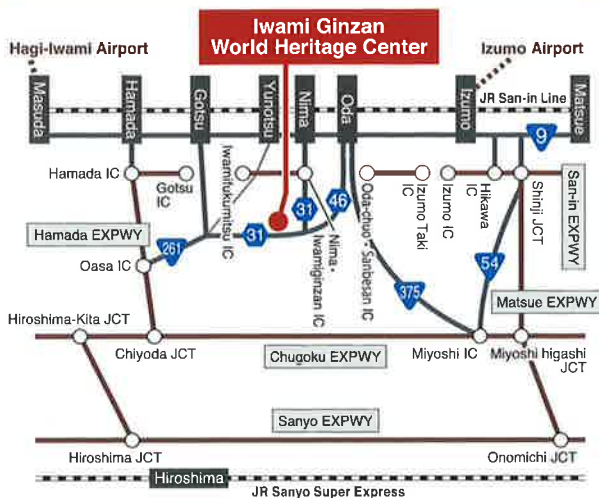 Iwami Ginzan
World Heritage Center
Hagi-Iwami Airport
Izumo Airport
JR San-in Line
Masuda
Hamada
Gotsu
Yunotsu
Nima
Oda
Izumo
Matsue
9
Hamada IC
Gotsu
IC
Iwamifukumitsu IC
31
46
Nima·
Iwamiginzan IC
Oda-chuo・Sanbesan IC
Izumo Taki
IC
Izumo IC
Hikawa
IC
Shinji JCT
San-in EXPWY
Hamada EXPWY
261
31
Oasa IC
54
375
Matsue EXPWY
Hiroshima-Kita JCT
Chiyoda JCT
Chugoku EXPWY
Miyoshi IC
Miyoshi higashi
JCT
Sanyo EXPWY
Hiroshima JCT
Onomichi JCT
Hiroshima
JR Sanyo Super Express